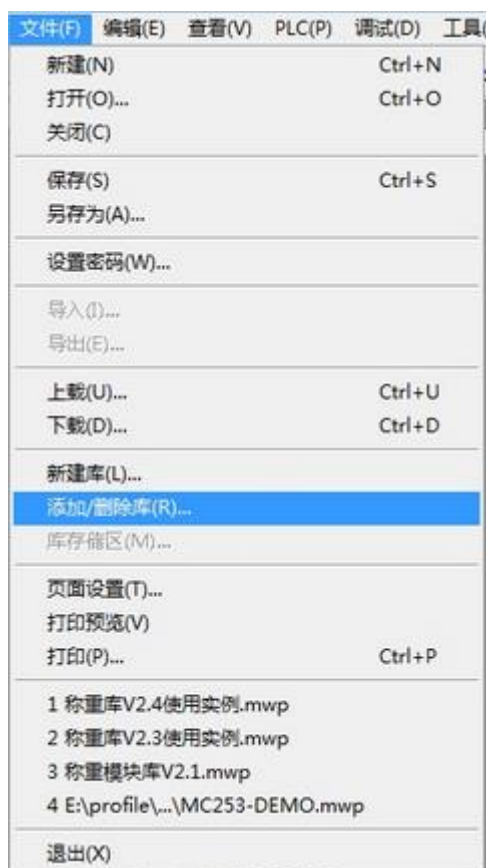 文件(F) 编辑(E) 查看(V) PLC(P) 调试(D) 工具(
新建(N) Ctrl+N
打开(O)... Ctrl+O
关闭(C)
保存(S) Ctrl+S
另存为(A)...
设置密码(W)...
导入(I)...
导出(E)...
上载(U)... Ctrl+U
下载(D)... Ctrl+D
新建库(L)...
添加/删除库(R)...
库存储区(M)...
页面设置(T)...
打印预览(V)
打印(P)... Ctrl+P
1 称重库V2.4使用实例.mwp
2 称重库V2.3使用实例.mwp
3 称重模块库V2.1.mwp
4 E:\profile\...\MC253-DEMO.mwp
退出(X)